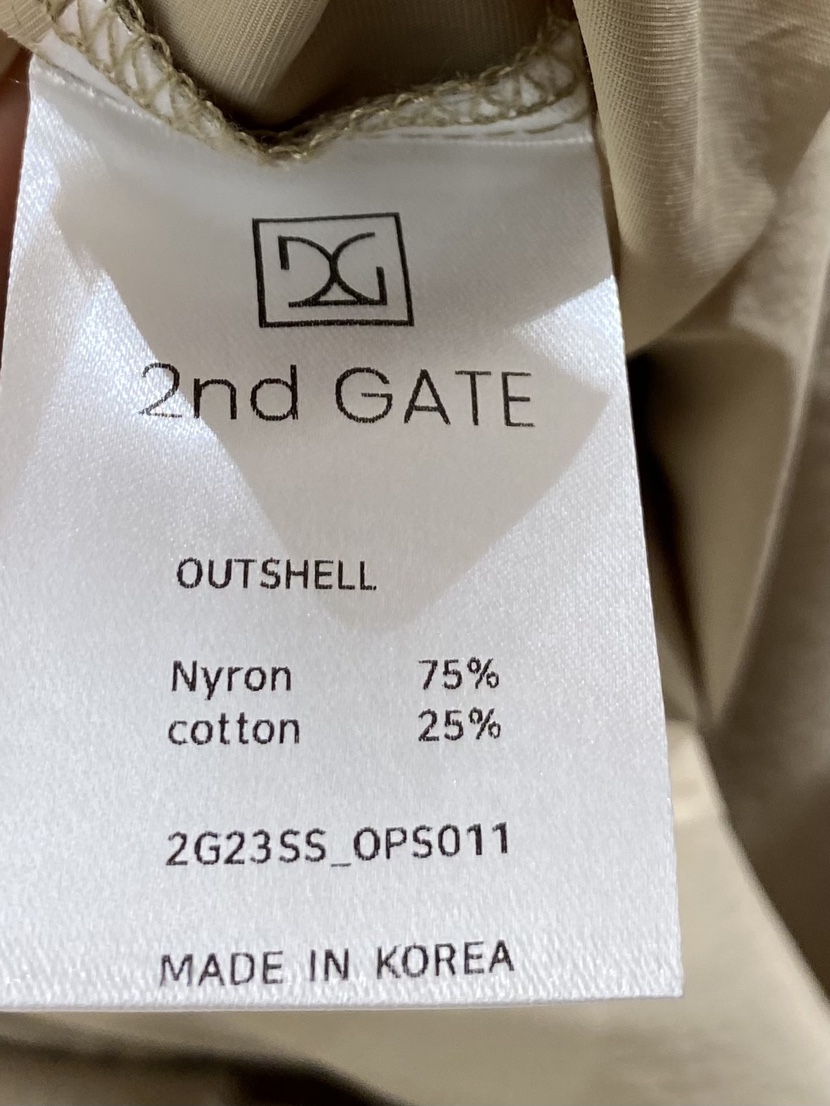 2nd GATE
OUTSHELL
Nyron 75%
cotton 25%
2G23SS_OPS011
MADE IN KOREA